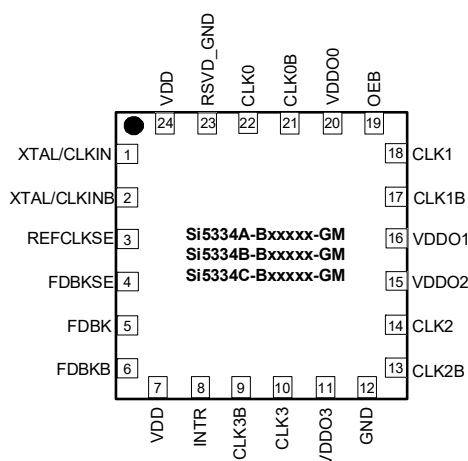 VDD
RSVD_GND
CLK0
CLK0B
VDDO0
OEB
24
23
22
21
20
19
XTAL/CLKIN
1
18
CLK1
XTAL/CLKINB
2
17
CLK1B
REFCLKSE
3
16
VDDO1
FDBKSE
4
15
VDDO2
FDBK
5
14
CLK2
FDBKB
6
13
CLK2B
Si5334A-Bxxxxx-GM
Si5334B-Bxxxxx-GM
Si5334C-Bxxxxx-GM
7
8
9
10
11
12
VDD
INTR
CLK3B
CLK3
VDDO3
GND